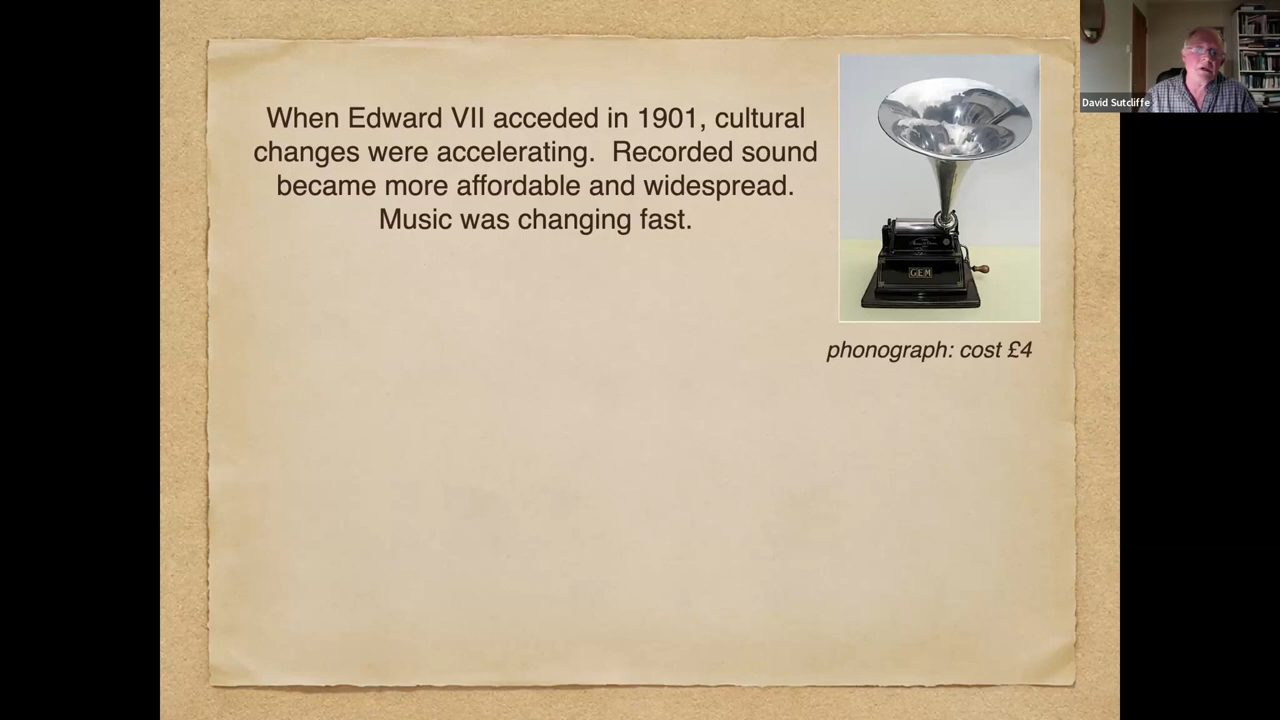 When Edward VII acceded in 1901, cultural
changes were accelerating.  Recorded sound
became more affordable and widespread.
Music was changing fast.
GEM
phonograph: cost £4
David Sutcliffe